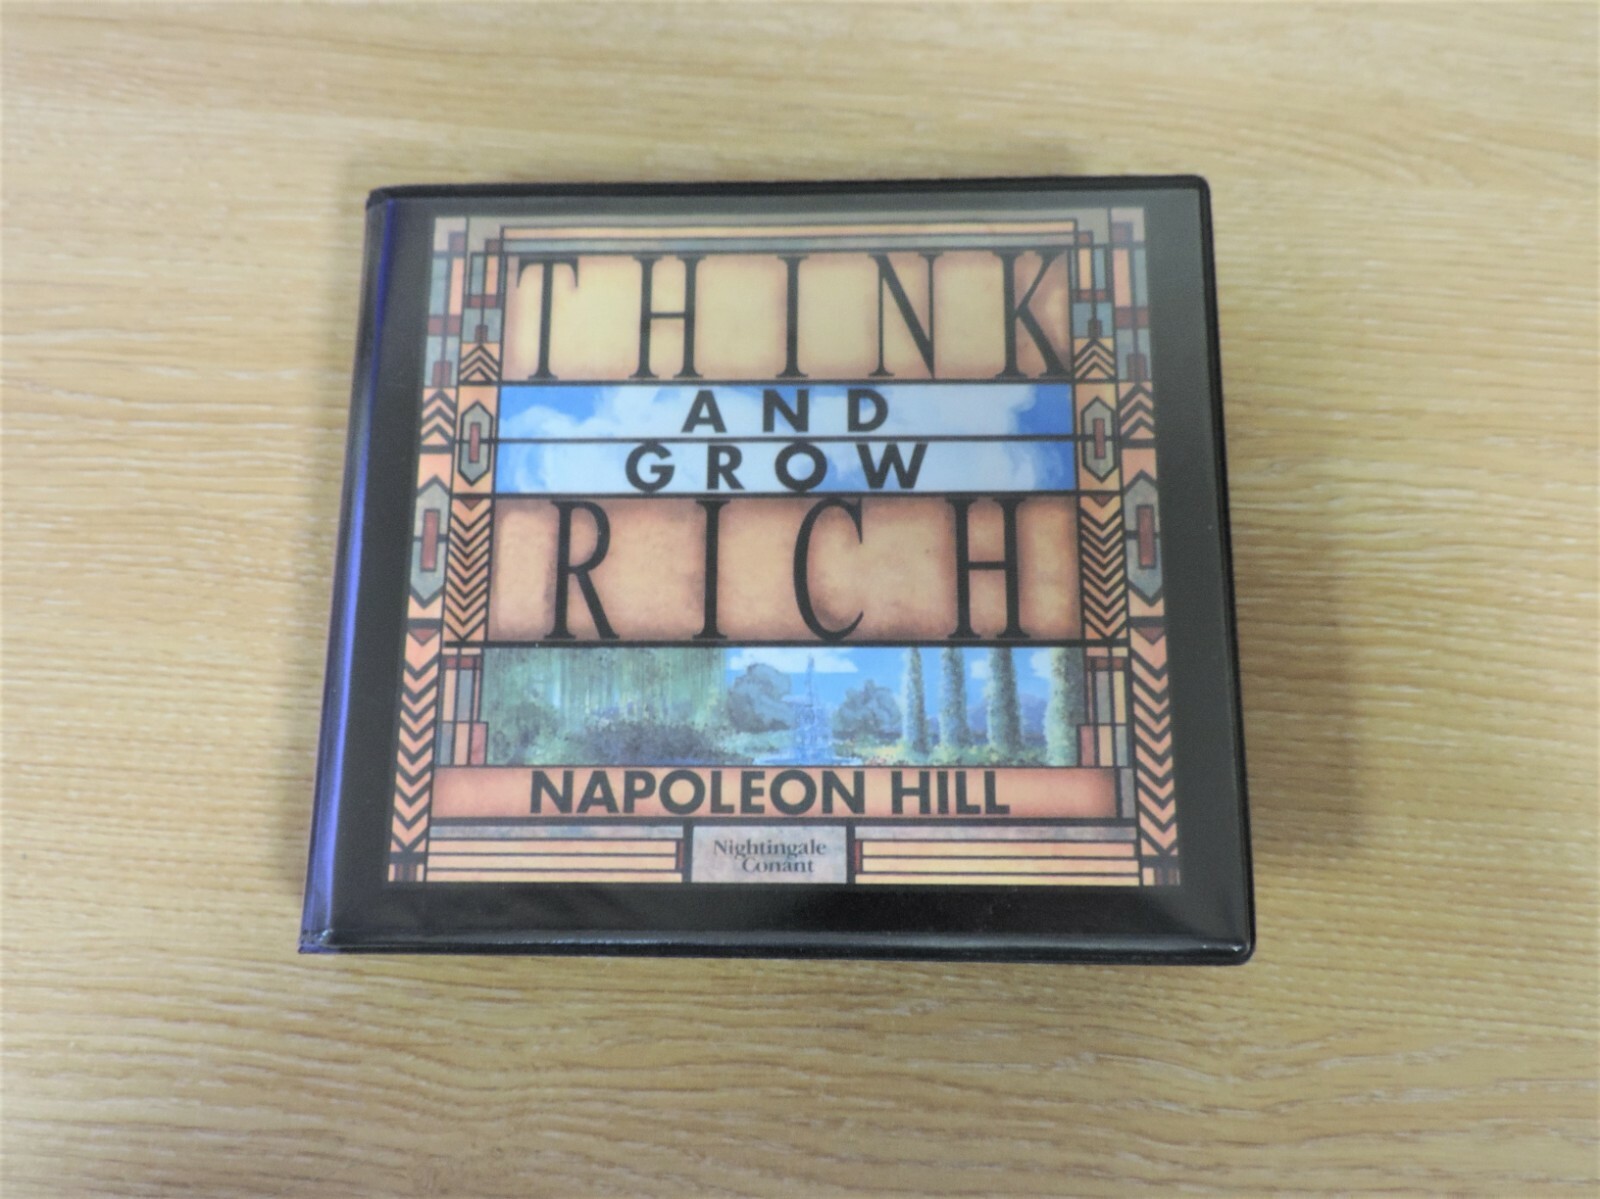 THINK
AND
GROW
RICH
NAPOLEON HILL
Nightingale
Conant